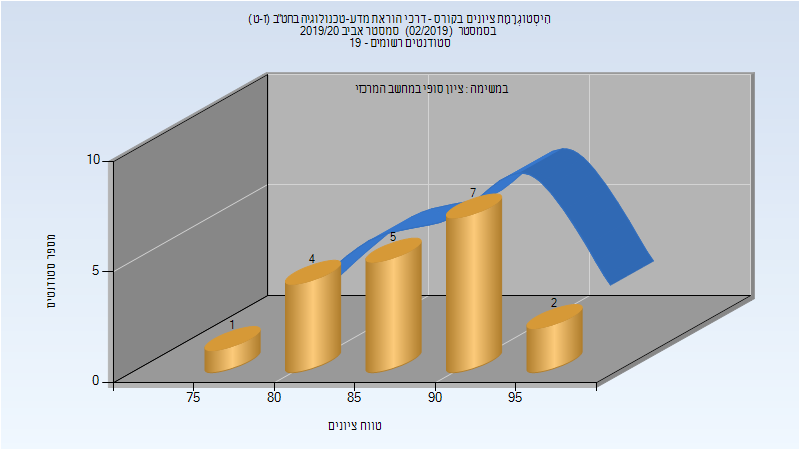 הִיסְטוֹגְרָמַת ציונים בקורס - דרכי הוראת מדע-טכנולוגיה בחט"ב (ז-ט)
בסמסטר (02/2019) סמסטר אביב 2019/20
סטודנטים רשומים - 19
במשימה : ציון סופי במחשב המרכזי
10
5
0
מספר סטודנטים
1
4
5
7
2
75
80
85
90
95
טווח ציונים